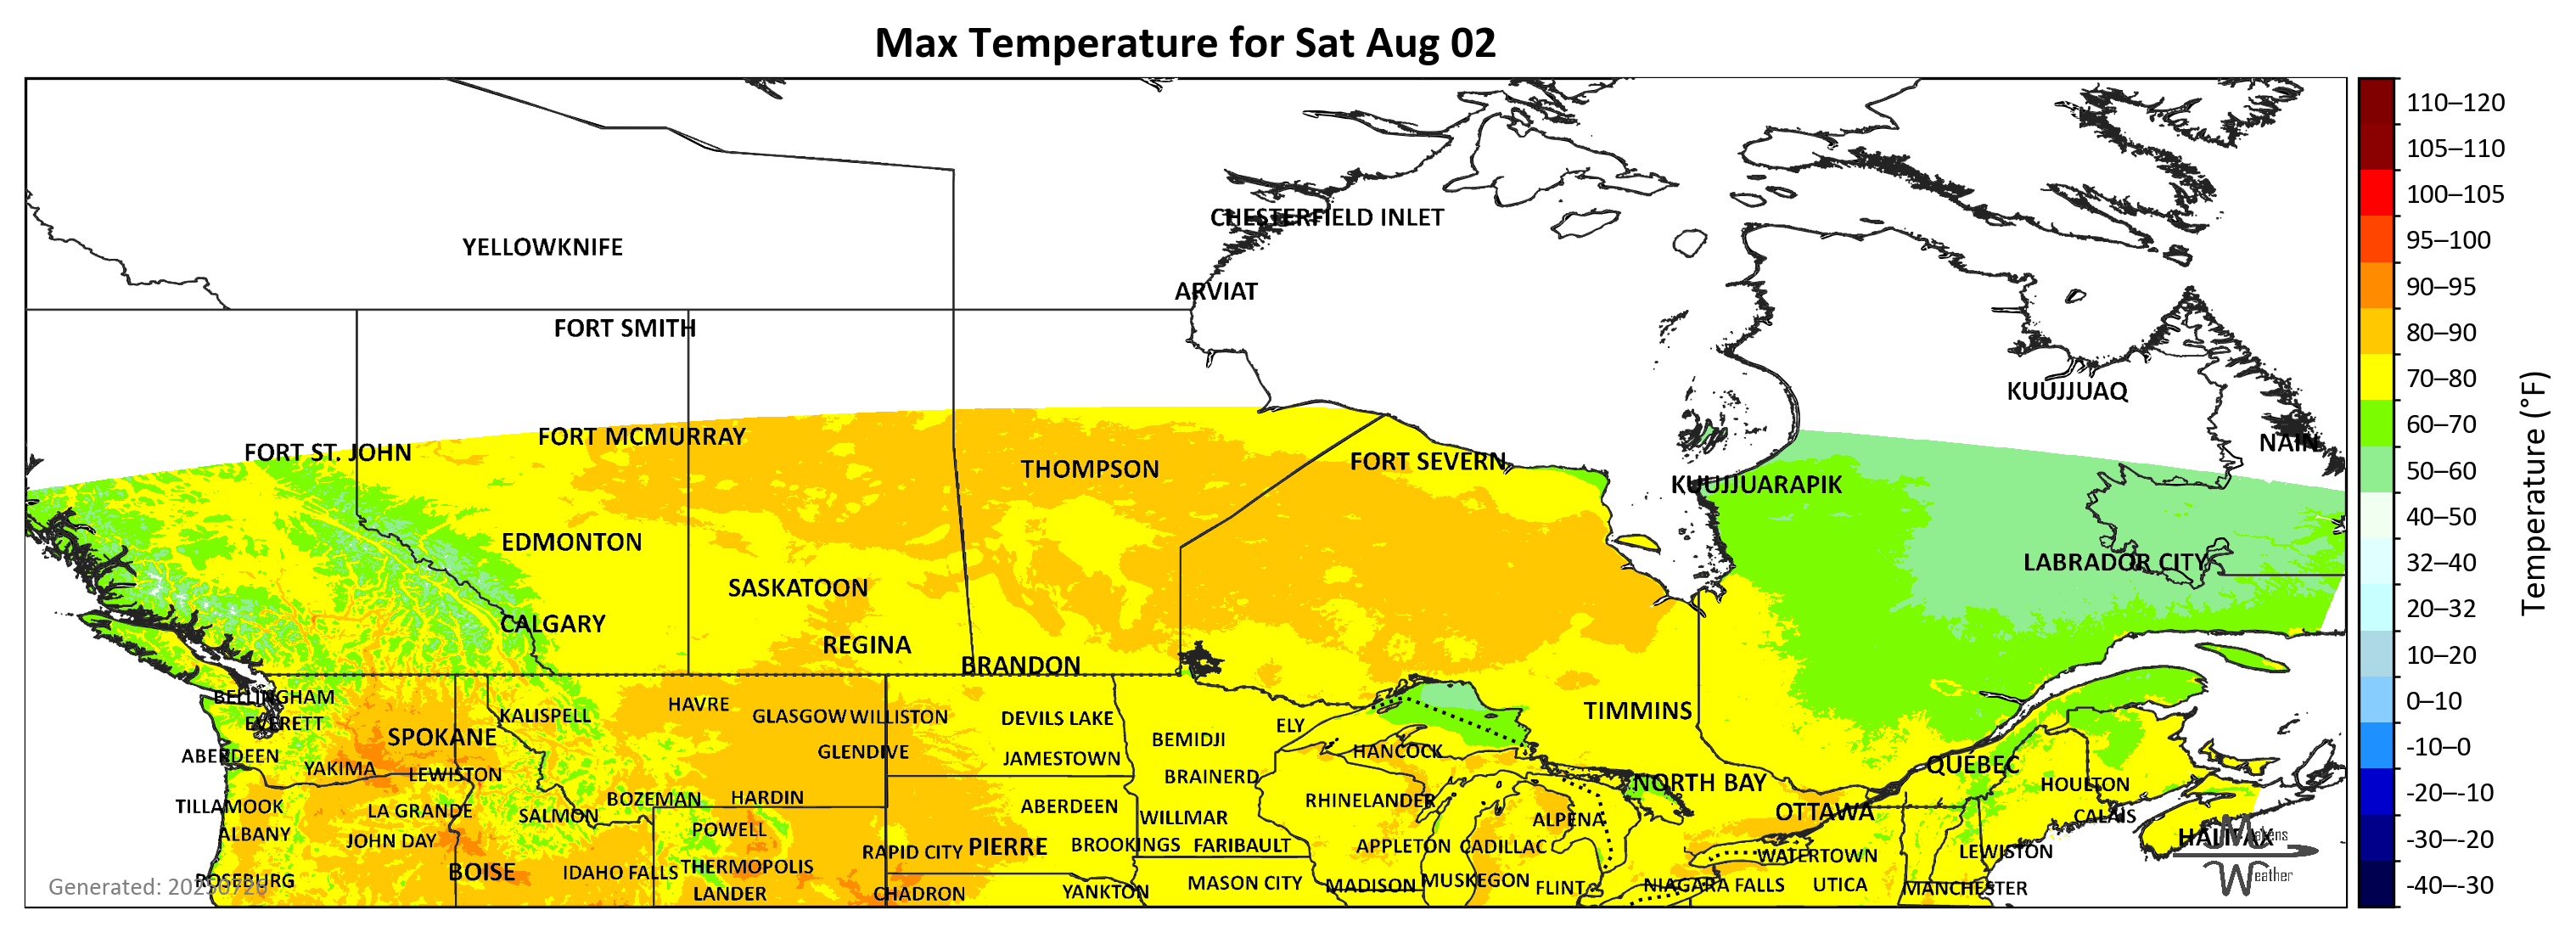 Max Temperature for Sat Aug 02
110–120
105–110
CHESTERFIELD INLET
100–105
YELLOWKNIFE
95–100
ARVIAT
90–95
FORT SMITH
80–90
KUUJJUAQ
70–80
FORT ST. JOHN
FORT MCMURRAY
THOMPSON
FORT SEVERN
NAIN
60–70
KUUJJUARAPIK
50–60
EDMONTON
40–50
LABRADOR CITY
32–40
SASKATOON
CALGARY
20–32
REGINA
BRANDON
10–20
Temperature (°F)
BELLINGHAM
HAVRE
0–10
EVERETT
KALISPELL
GLASGOW
WILLISTON
DEVILS LAKE
ELY
TIMMINS
SPOKANE
BEMIDJI
-10–0
ABERDEEN
GLENDIVE
JAMESTOWN
HANCOCK
YAKIMA
LEWISTON
BRAINERD
QUÉBEC
NORTH BAY
HOULTON
-20–-10
TILLAMOOK
LA GRANDE
SALMON
BOZEMAN
HARDIN
ABERDEEN
WILLMAR
RHINELANDER
ALPENA
OTTAWA
CALAIS
ALBANY
JOHN DAY
POWELL
RAPID CITY
PIERRE
BROOKINGS
FARIBAULT
APPLETON
CADILLAC
WATERTOWN
LEWISTON
HALIFAX
Makens
Weather
-30–-20
ROSEBURG
BOISE
IDAHO FALLS
THERMOPOLIS
LANDER
CHADRON
YANKTON
MASON CITY
MADISON
MUSKEGON
FLINT
NIAGARA FALLS
UTICA
MANCHESTER
-40–-30
Generated: 20250726